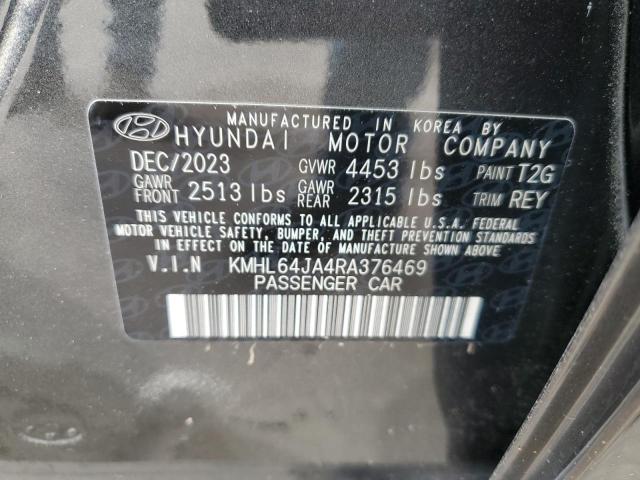 MANUFACTURED IN KOREA BY
HYUNDAI MOTOR COMPANY
DEC/2023 GVWR 4453 lbs PAINT T2G
GAWR FRONT 2513 lbs GAWR REAR 2315 lbs TRIM REY
THIS VEHICLE CONFORMS TO ALL APPLICABLE U.S.A. FEDERAL
MOTOR VEHICLE SAFETY, BUMPER, AND THEFT PREVENTION STANDARDS
IN EFFECT ON THE DATE OF MANUFACTURE SHOWN ABOVE.
V.I.N KMHL64JA4RA376469
PASSENGER CAR